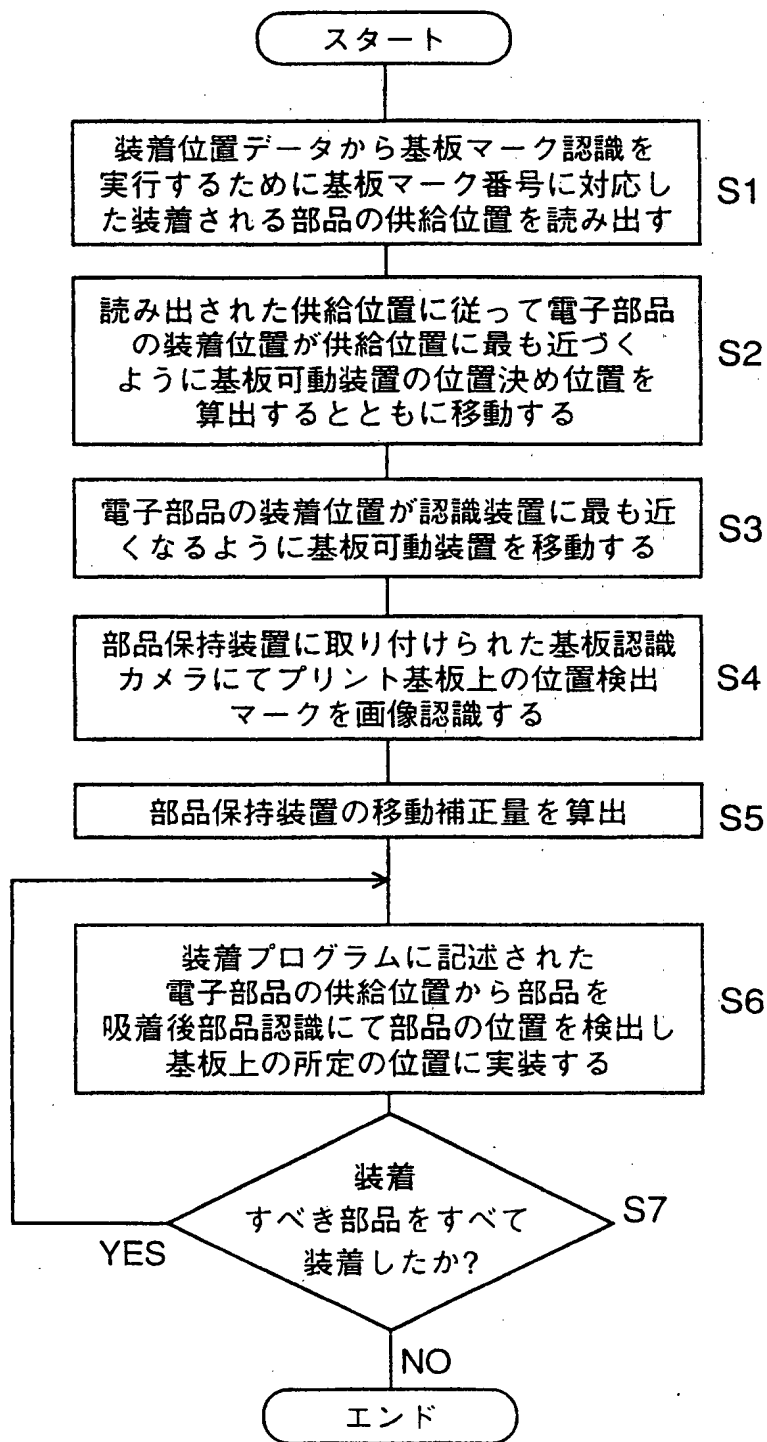 スタート
装着位置データから基板マーク認識を
実行するために基板マーク番号に対応し
た装着される部品の供給位置を読み出す
S1
読み出された供給位置に従って電子部品
の装着位置が供給位置に最も近づく
ように基板可動装置の位置決め位置を
算出するとともに移動する
S2
電子部品の装着位置が認識装置に最も近
くなるように基板可動装置を移動する
S3
部品保持装置に取り付けられた基板認識
カメラにてプリント基板上の位置検出
マークを画像認識する
S4
部品保持装置の移動補正量を算出
S5
装着プログラムに記述された
電子部品の供給位置から部品を
吸着後部品認識にて部品の位置を検出し
基板上の所定の位置に実装する
S6
装着
すべき部品をすべて
装着したか?
S7
YES
NO
エンド